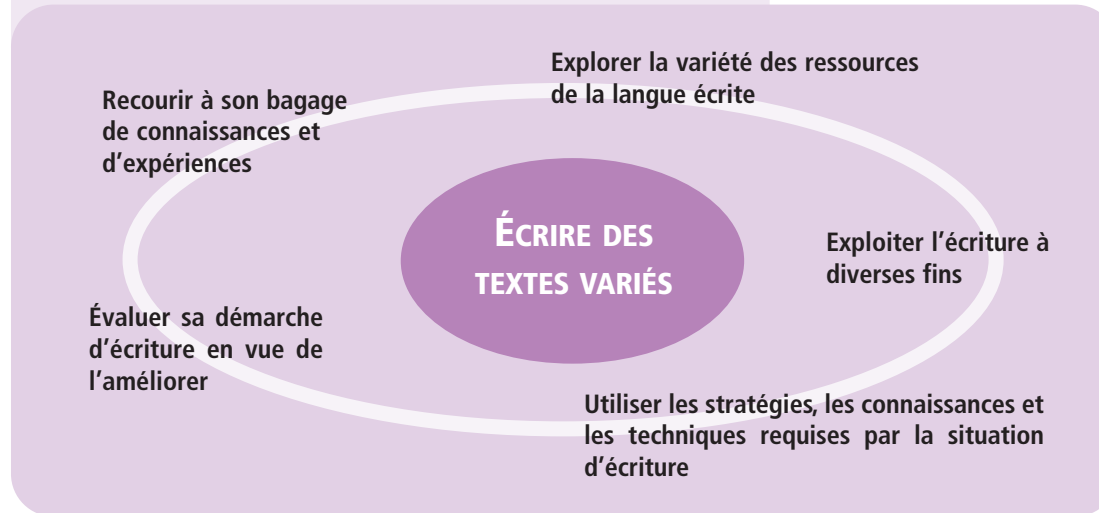 Explorer la variété des ressources
de la langue écrite
Recourir à son bagage
de connaissances et
d'expériences
ÉCRIRE DES
TEXTES VARIÉS
Exploiter l'écriture à
diverses fins
Évaluer sa démarche
d'écriture en vue de
l'améliorer
Utiliser les stratégies, les connaissances et
les techniques requises par la situation
d'écriture